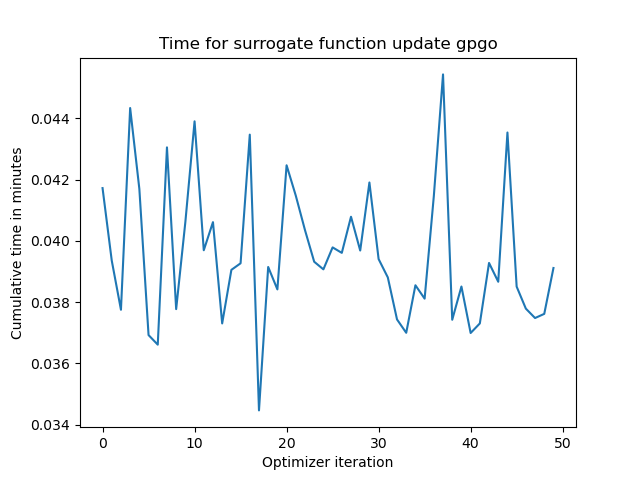 Time for surrogate function update gpgo
Cumulative time in minutes
0.044
0.042
0.040
0.038
0.036
0.034
0 10 20 30 40 50
Optimizer iteration